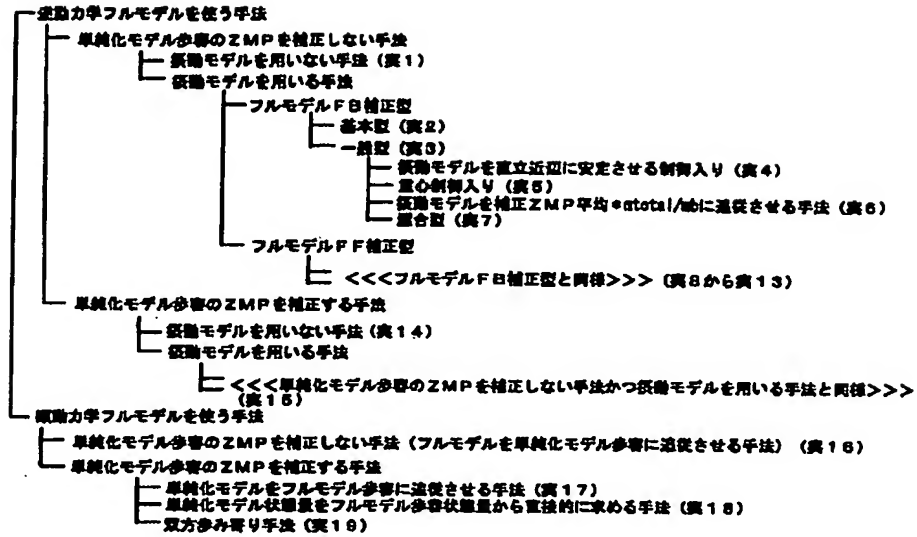 逆動力学フルモデルを使う手法
単純化モデル歩容のZMPを補正しない手法
摂動モデルを用いない手法(実1)
摂動モデルを用いる手法
フルモデルFB補正型
基本型(実2)
一般型(実3)
摂動モデルを直立近辺に安定させる制御入り(実4)
重心制御入り(実5)
摂動モデルを補正ZMP平均*mtotal/mbに追従させる手法(実6)
混合型(実7)
フルモデルFF補正型
<<<フルモデルFB補正型と同様>>>(実8から実13)
単純化モデル歩容のZMPを補正する手法
摂動モデルを用いない手法(実14)
摂動モデルを用いる手法
<<<単純化モデル歩容のZMPを補正しない手法かつ摂動モデルを用いる手法と同様>>>
(実15)
順動力学フルモデルを使う手法
単純化モデル歩容のZMPを補正しない手法(フルモデルを単純化モデル歩容に追従させる手法)(実16)
単純化モデル歩容のZMPを補正する手法
単純化モデルをフルモデル歩容に追従させる手法(実17)
単純化モデル状態量をフルモデル歩容状態量から直接的に求める手法(実18)
双方歩み寄り手法(実19)